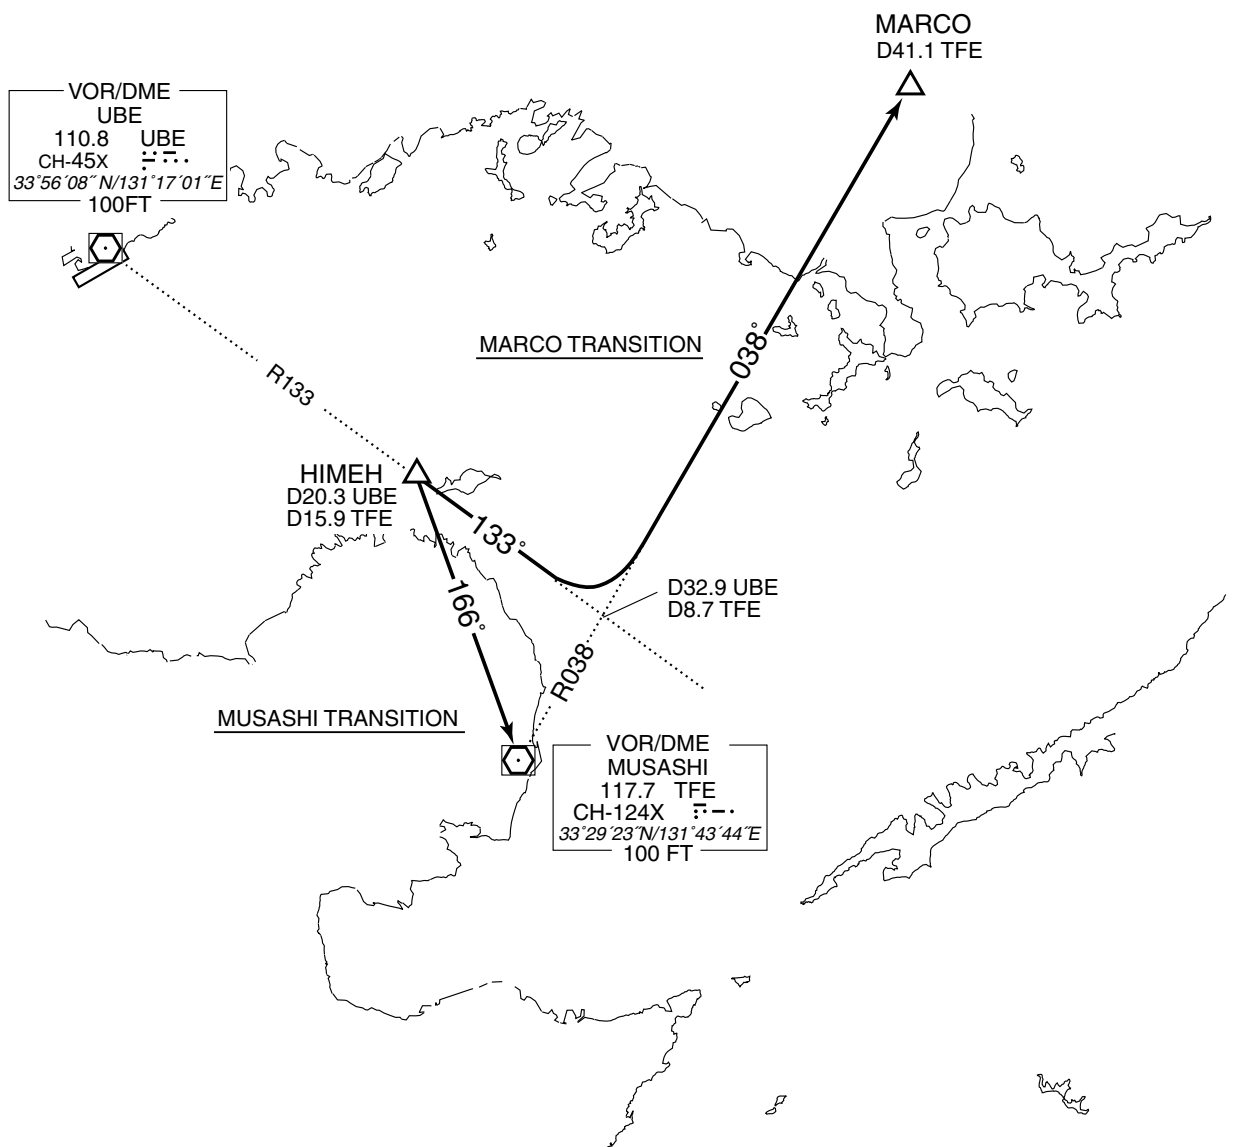 MARCO
D41.1 TFE
VOR/DME
UBE
110.8 UBE
CH-45X
33°56´08˝N/131°17´01˝E
100FT
MARCO TRANSITION
038°
R133
HIMEH
D20.3 UBE
D15.9 TFE
133°
166°
D32.9 UBE
D8.7 TFE
R038
MUSASHI TRANSITION
VOR/DME
MUSASHI
117.7 TFE
CH-124X
33°29´23˝N/131°43´44˝E
100 FT